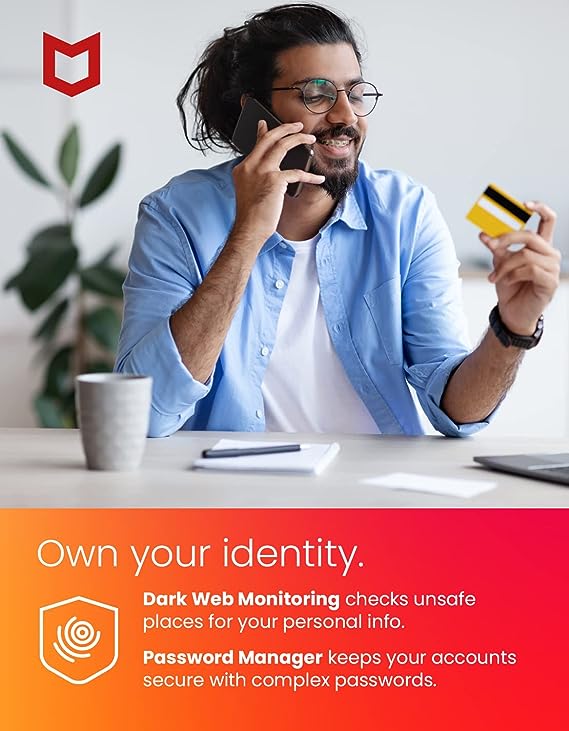 Own your identity.
Dark Web Monitoring checks unsafe
places for your personal info.
Password Manager keeps your accounts
secure with complex passwords.